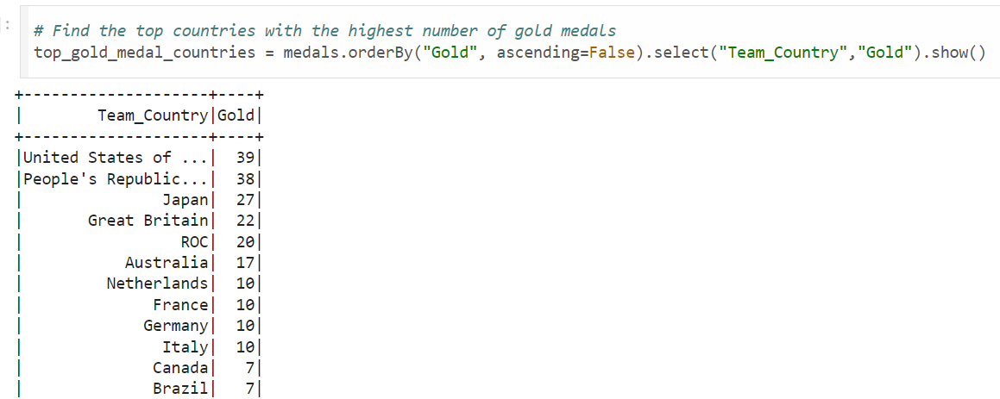 :
# Find the top countries with the highest number of gold medals
top_gold_medal_countries = medals.orderBy("Gold", ascending=False).select("Team_Country","Gold").show()
+--------------------+----+
|        Team_Country|Gold|
+--------------------+----+
|United States of ...|  39|
|People's Republic...|  38|
|               Japan|  27|
|       Great Britain|  22|
|                 ROC|  20|
|           Australia|  17|
|         Netherlands|  10|
|              France|  10|
|             Germany|  10|
|               Italy|  10|
|              Canada|   7|
|              Brazil|   7|